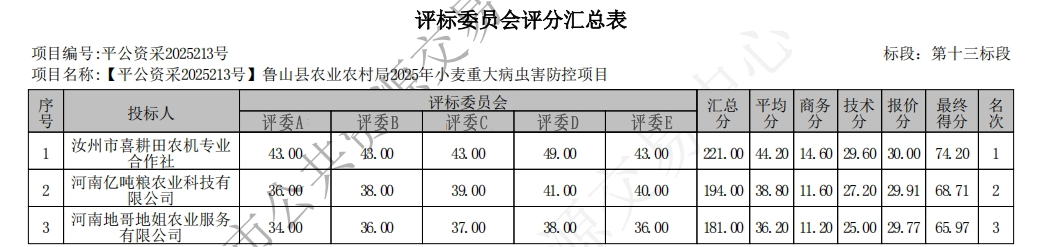 评标委员会评分汇总表
项目编号:平公资采2025213号 标段: 第十三标段
项目名称:【平公资采2025213号】鲁山县农业农村局2025年小麦重大病虫害防控项目
序号 投标人 评标委员会 汇总分 平均分 商务分 技术分 报价分 最终得分 名次
评委A 评委B 评委C 评委D 评委E
1 汝州市喜耕田农机专业合作社 43.00 43.00 43.00 49.00 43.00 221.00 44.20 14.60 29.60 30.00 74.20 1
2 河南亿吨粮农业科技有限公司 36.00 38.00 39.00 41.00 40.00 194.00 38.80 11.60 27.20 29.91 68.71 2
3 河南地哥地姐农业服务有限公司 34.00 36.00 37.00 38.00 36.00 181.00 36.20 11.20 25.00 29.77 65.97 3